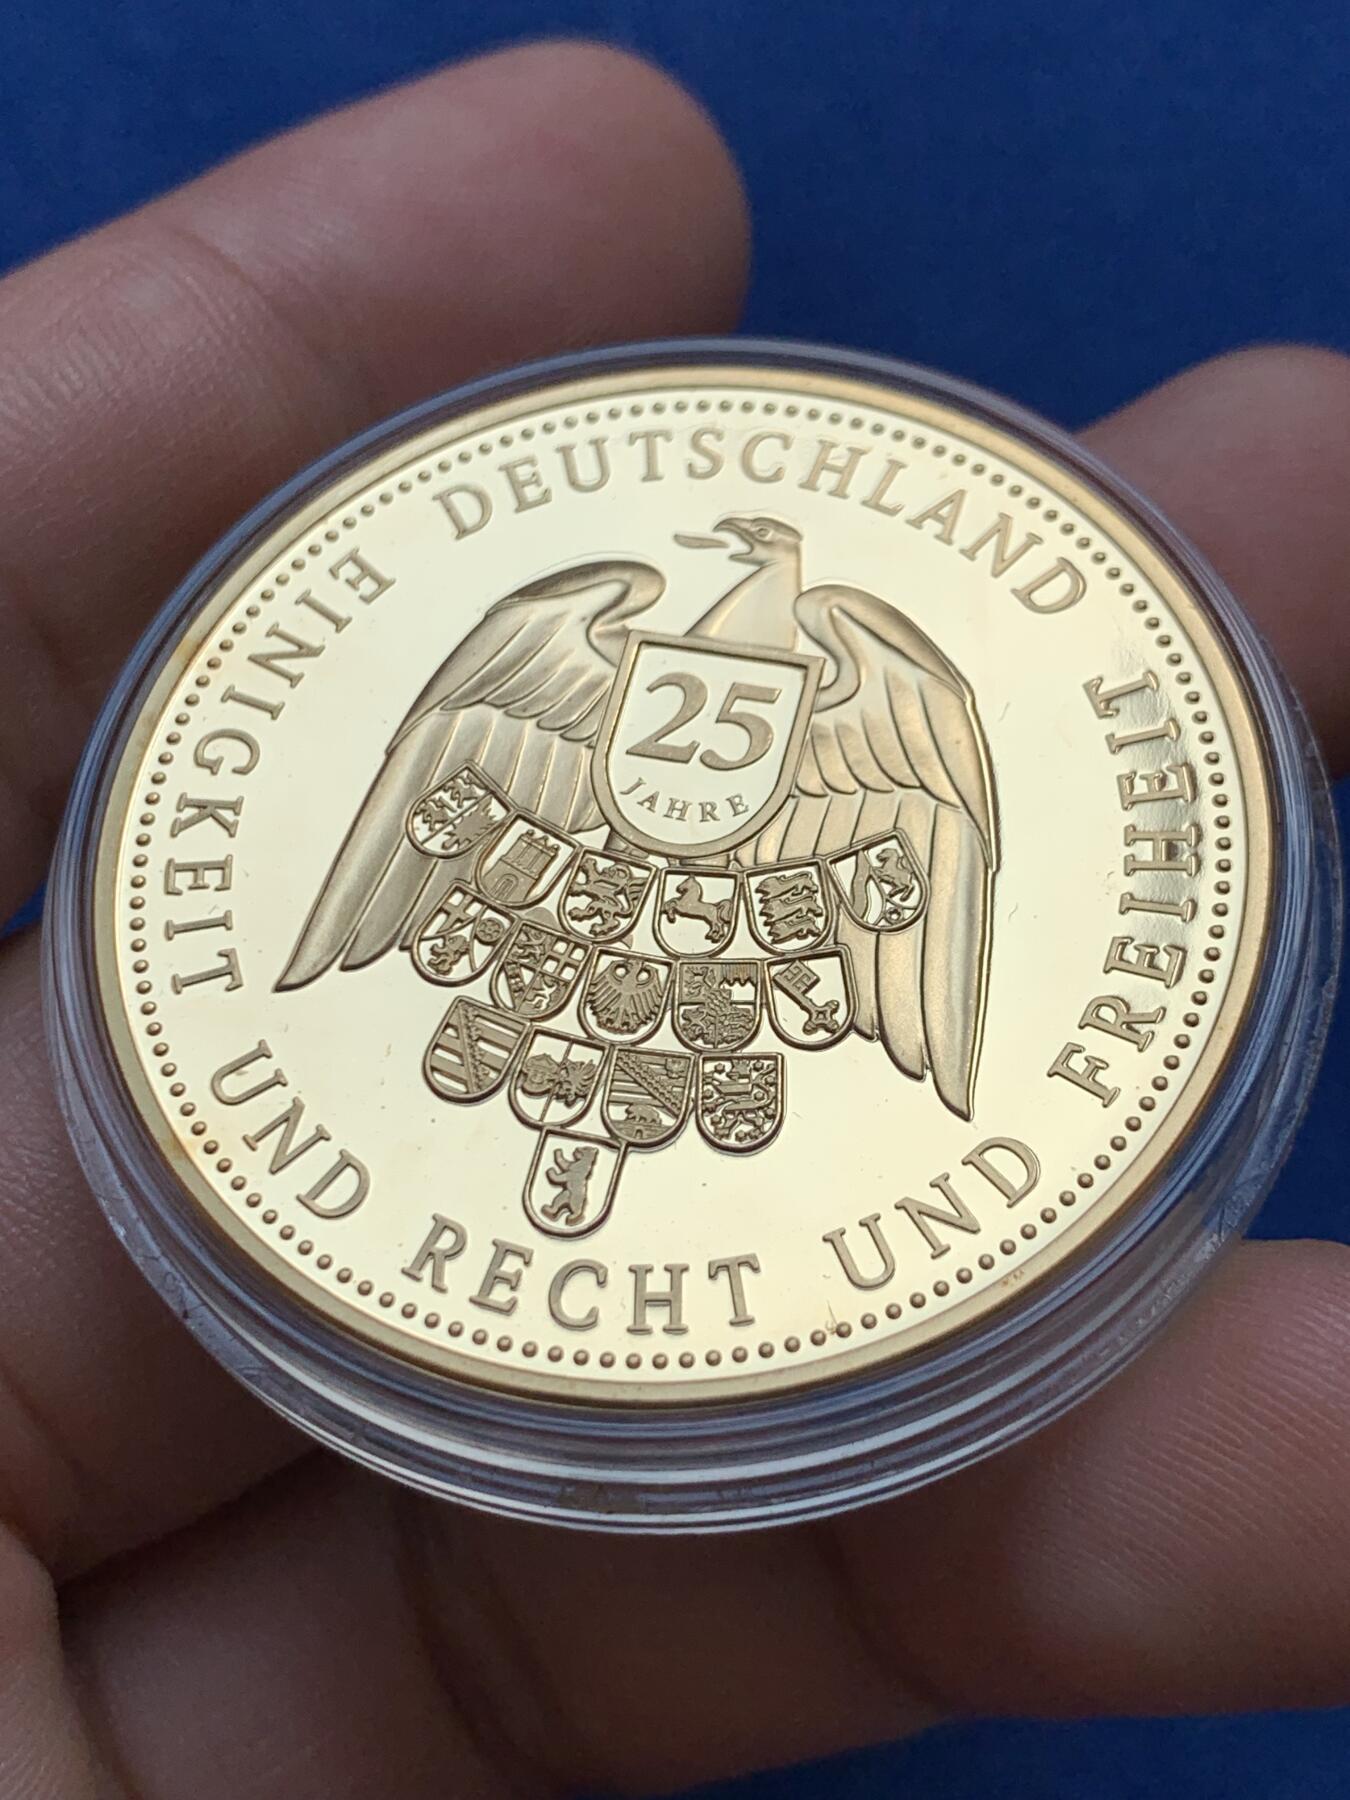 DEUTSCHLAND
EINIGKEIT UND RECHT UND FREIHEIT
25
JAHRE